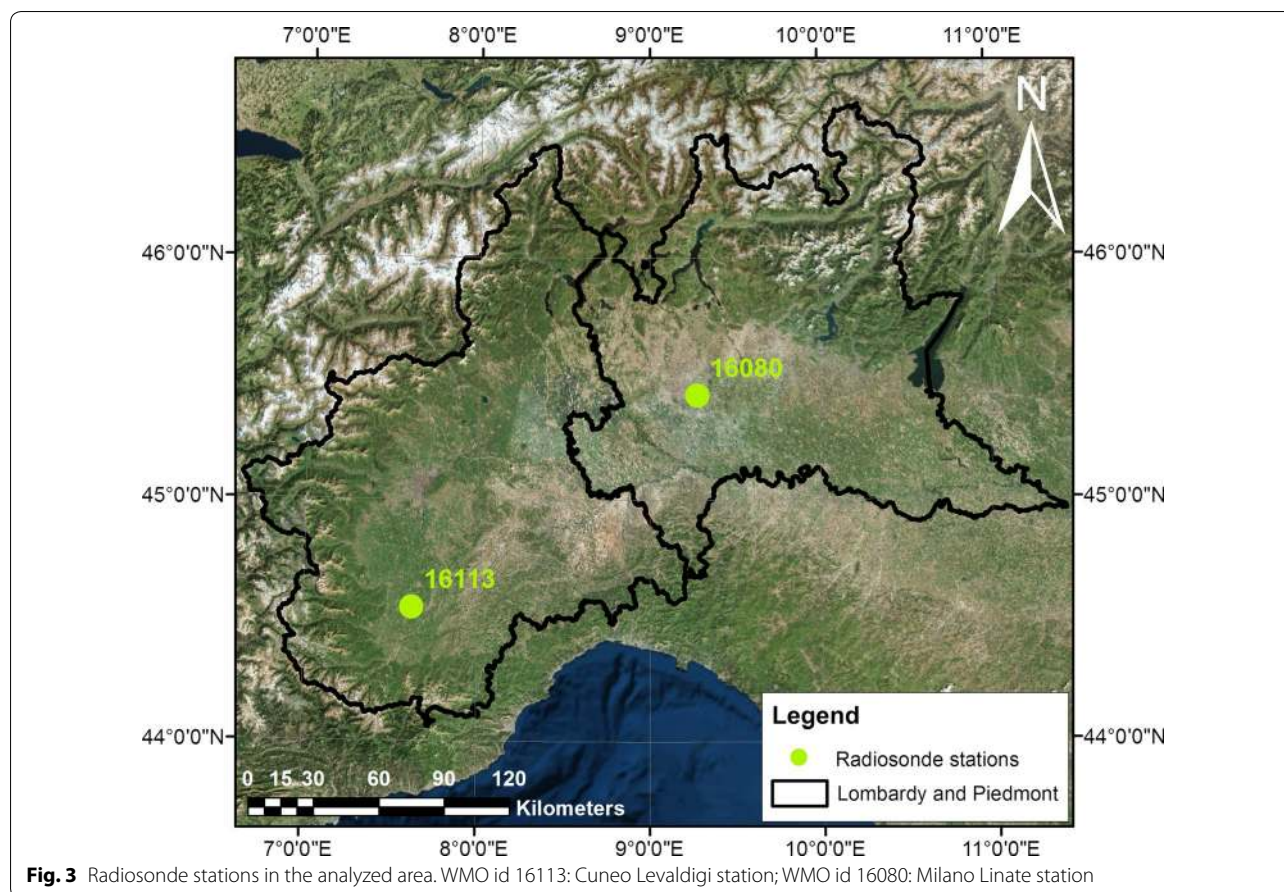 7°0'0"E 8°0'0"E 9°0'0"E 10°0'0"E 11°0'0"E
N
46°0'0"N 46°0'0"N
16080
45°0'0"N 45°0'0"N
16113
44°0'0"N 44°0'0"N
Legend
Radiosonde stations
Lombardy and Piedmont
0 15 30 60 90 120
Kilometers
7°0'0"E 8°0'0"E 9°0'0"E 10°0'0"E 11°0'0"E
Fig. 3 Radiosonde stations in the analyzed area. WMO id 16113: Cuneo Levaldigi station; WMO id 16080: Milano Linate station